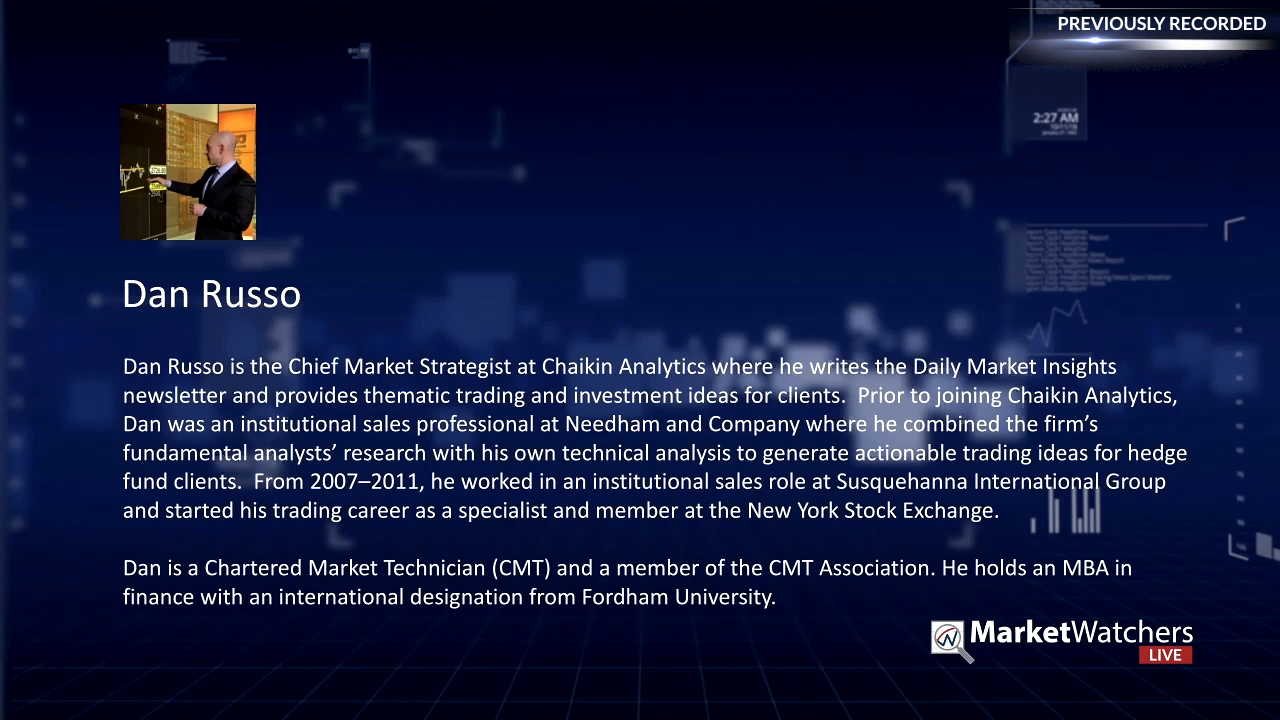 PREVIOUSLY RECORDED
2:27 AM
Dan Russo
Dan Russo is the Chief Market Strategist at Chaikin Analytics where he writes the Daily Market Insights
newsletter and provides thematic trading and investment ideas for clients.  Prior to joining Chaikin Analytics,
Dan was an institutional sales professional at Needham and Company where he combined the firm’s
fundamental analysts’ research with his own technical analysis to generate actionable trading ideas for hedge
fund clients.  From 2007–2011, he worked in an institutional sales role at Susquehanna International Group
and started his trading career as a specialist and member at the New York Stock Exchange.
Dan is a Chartered Market Technician (CMT) and a member of the CMT Association. He holds an MBA in
finance with an international designation from Fordham University.
MarketWatchers
LIVE